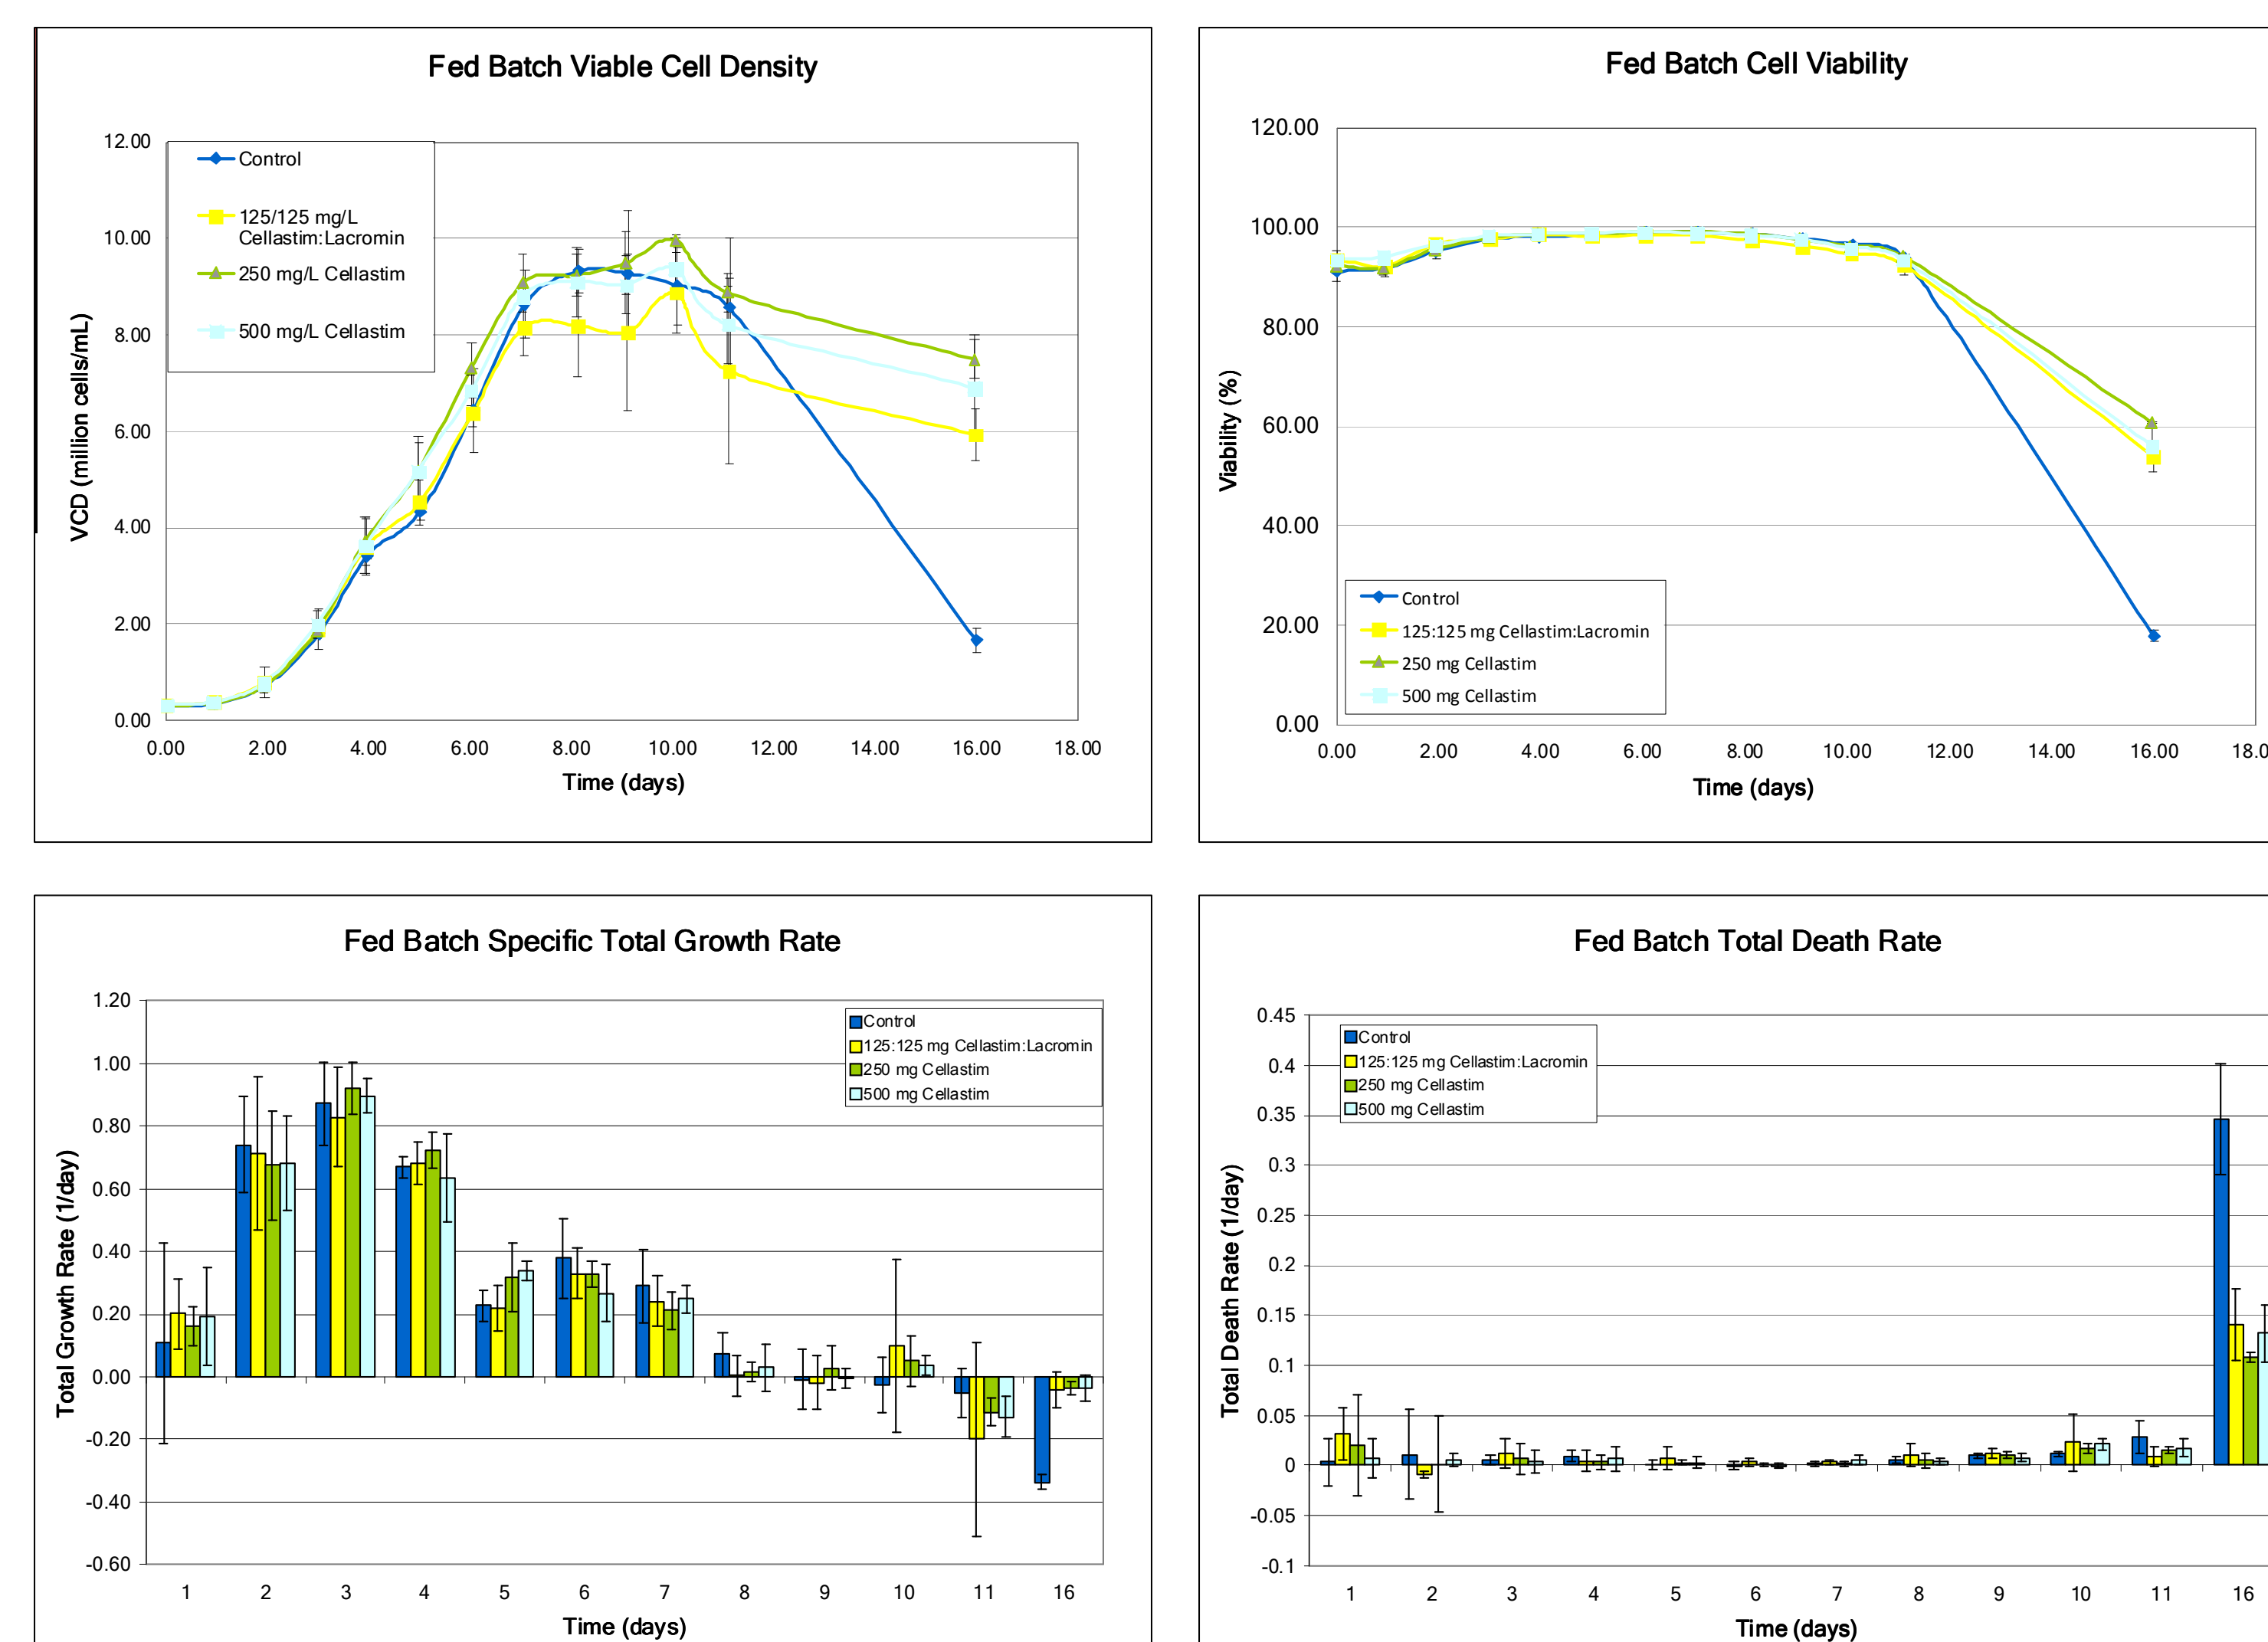 Fed Batch Viable Cell Density
12.00
10.00
8.00
6.00
4.00
2.00
0.00
VCD (million cells/mL)
Control
125/125 mg/L
Cellastim:Lacromin
250 mg/L Cellastim
500 mg/L Cellastim
0.00 2.00 4.00 6.00 8.00 10.00 12.00 14.00 16.00 18.00
Time (days)
Fed Batch Cell Viability
120.00
100.00
80.00
60.00
40.00
20.00
0.00
Viability (%)
Control
125:125 mg Cellastim:Lacromin
250 mg Cellastim
500 mg Cellastim
0.00 2.00 4.00 6.00 8.00 10.00 12.00 14.00 16.00 18.0
Time (days)
Fed Batch Specific Total Growth Rate
1.20
1.00
0.80
0.60
0.40
0.20
0.00
-0.20
-0.40
-0.60
Total Growth Rate (1/day)
Control
125:125 mg Cellastim:Lacromin
250 mg Cellastim
500 mg Cellastim
1 2 3 4 5 6 7 8 9 10 11 16
Time (days)
Fed Batch Total Death Rate
0.45
0.4
0.35
0.3
0.25
0.2
0.15
0.1
0.05
0
-0.05
-0.1
Total Death Rate (1/day)
Control
125:125 mg Cellastim:Lacromin
250 mg Cellastim
500 mg Cellastim
1 2 3 4 5 6 7 8 9 10 11 16
Time (days)